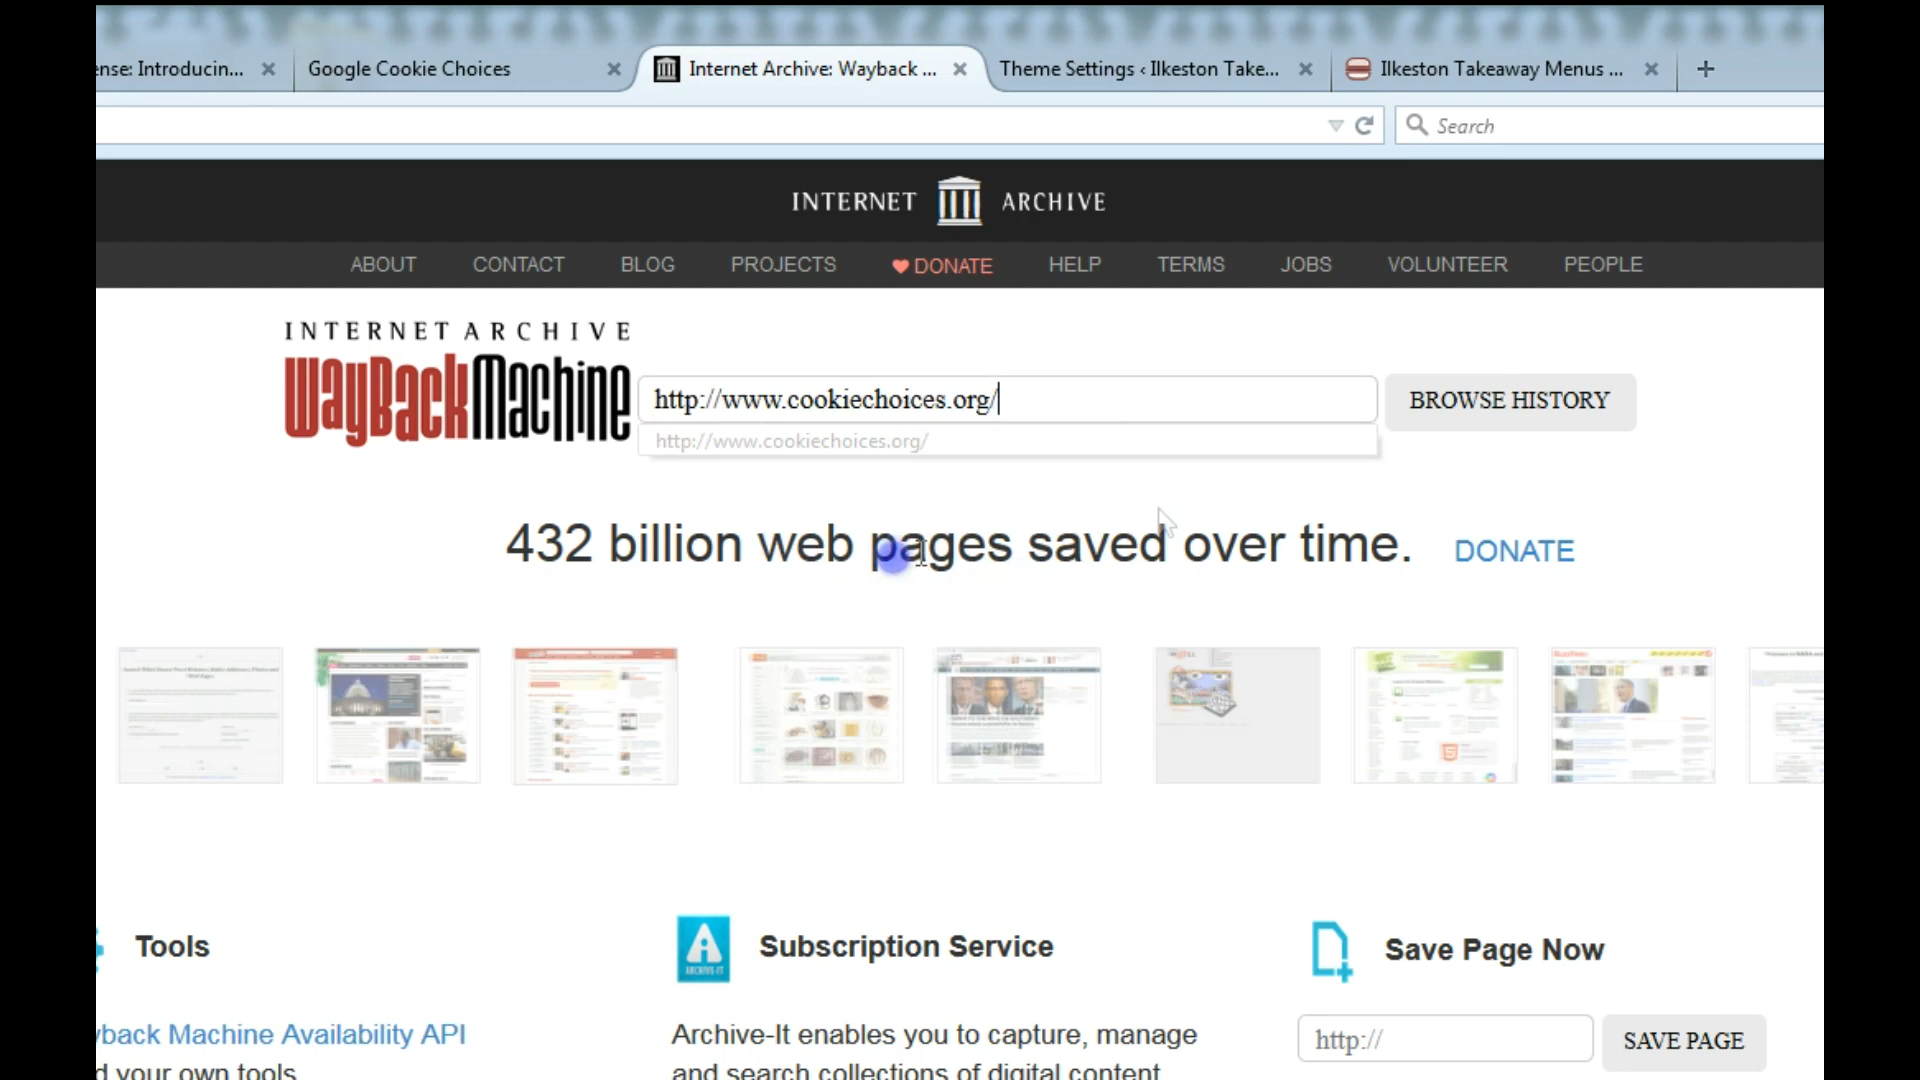 ense: Introducin...
Google Cookie Choices
Internet Archive: Wayback ...
Theme Settings ‹ Ilkeston Take...
Ilkeston Takeaway Menus ...
Search
INTERNET ARCHIVE
ABOUT CONTACT BLOG PROJECTS DONATE HELP TERMS JOBS VOLUNTEER PEOPLE
INTERNET ARCHIVE
WayBackMachine
http://www.cookiechoices.org/
BROWSE HISTORY
http://www.cookiechoices.org/
432 billion web pages saved over time.
DONATE
Tools
yback Machine Availability API
d your own tools.
ARCHIVE-IT
Subscription Service
Archive-It enables you to capture, manage
and search collections of digital content
Save Page Now
http://
SAVE PAGE